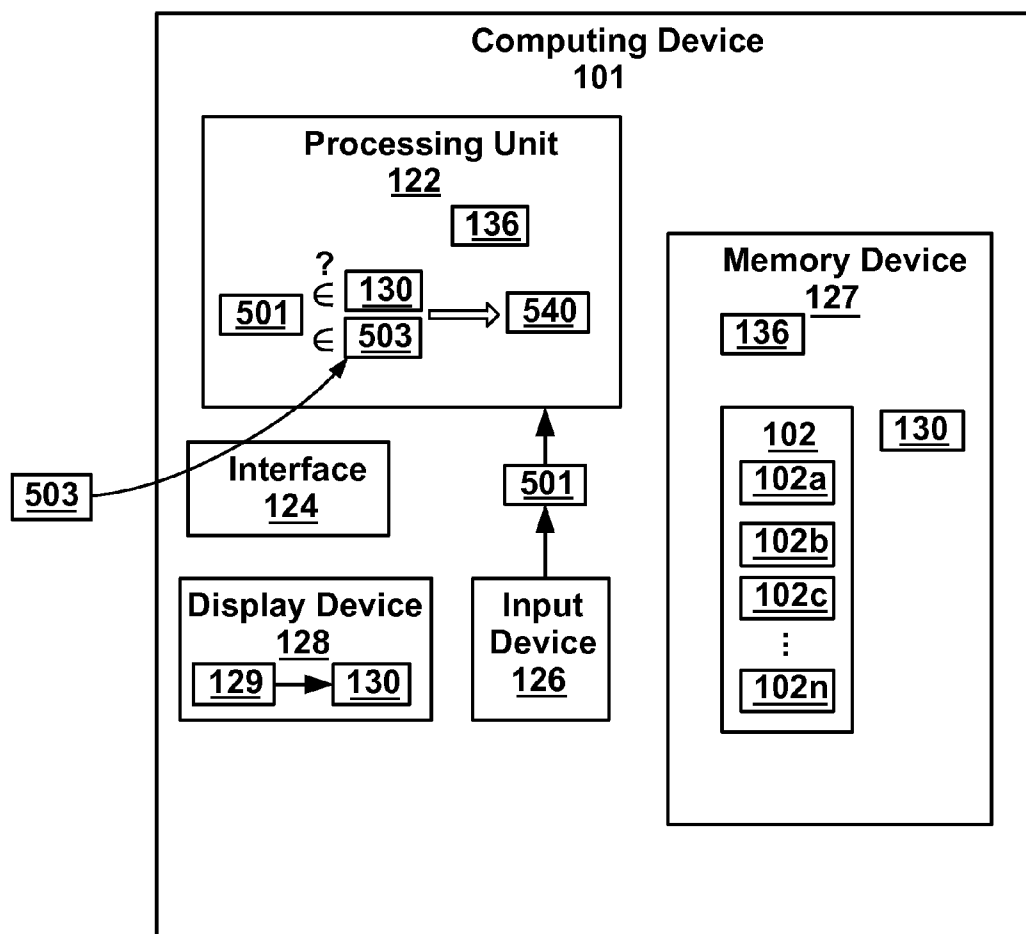 Computing Device
101
Processing Unit
122
136
?
501
∈
130
540
∈
503
Memory Device
127
136
102
130
102a
102b
102c
⋮
102n
503
Interface
124
501
Display Device
128
129
130
Input
Device
126